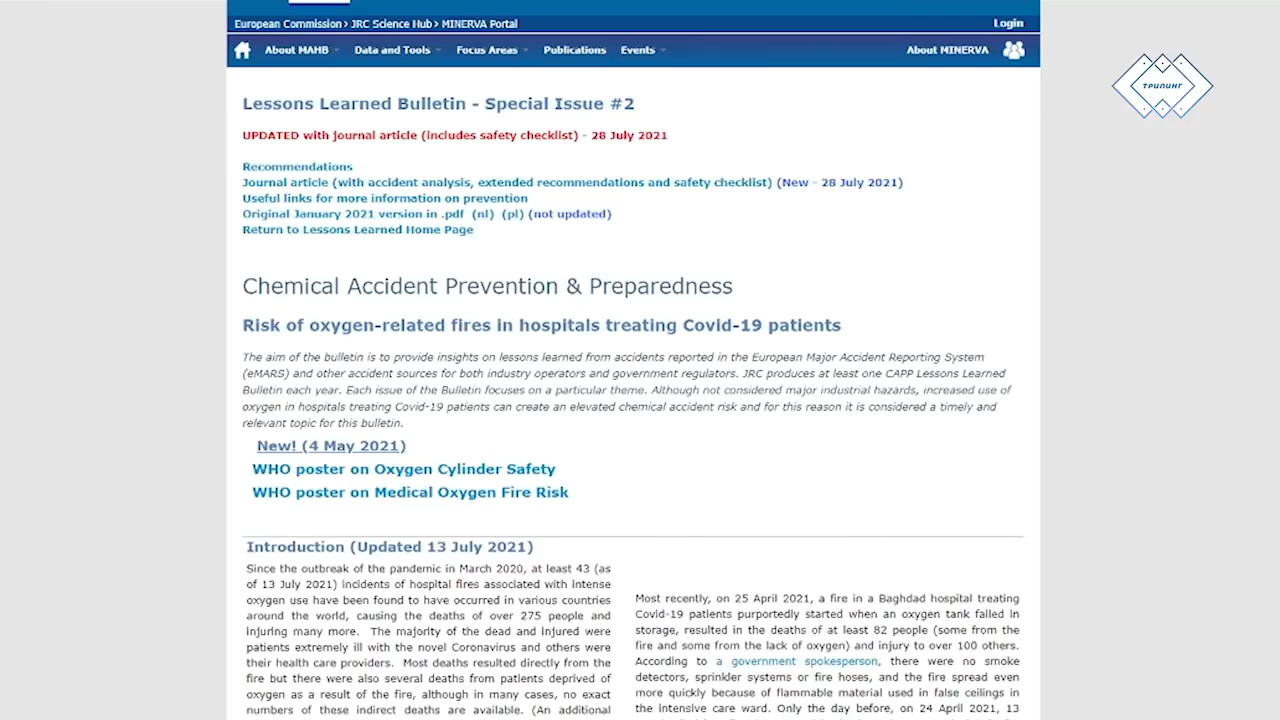 European Commission › JRC Science Hub › MINERVA Portal
Login
About MAHB
Data and Tools
Focus Areas
Publications
Events
About MINERVA
ТРИЛИНГ
Lessons Learned Bulletin - Special Issue #2
UPDATED with journal article (includes safety checklist) - 28 July 2021
Recommendations
Journal article (with accident analysis, extended recommendations and safety checklist) (New - 28 July 2021)
Useful links for more information on prevention
Original January 2021 version in .pdf (nl) (pl) (not updated)
Return to Lessons Learned Home Page
Chemical Accident Prevention & Preparedness
Risk of oxygen-related fires in hospitals treating Covid-19 patients
The aim of the bulletin is to provide insights on lessons learned from accidents reported in the European Major Accident Reporting System
(eMARS) and other accident sources for both industry operators and government regulators. JRC produces at least one CAPP Lessons Learned
Bulletin each year. Each issue of the Bulletin focuses on a particular theme. Although not considered major industrial hazards, increased use of
oxygen in hospitals treating Covid-19 patients can create an elevated chemical accident risk and for this reason it is considered a timely and
relevant topic for this bulletin.
New! (4 May 2021)
WHO poster on Oxygen Cylinder Safety
WHO poster on Medical Oxygen Fire Risk
Introduction (Updated 13 July 2021)
Since the outbreak of the pandemic in March 2020, at least 43 (as
of 13 July 2021) incidents of hospital fires associated with intense
oxygen use have been found to have occurred in various countries
around the world, causing the deaths of over 275 people and
injuring many more. The majority of the dead and injured were
patients extremely ill with the novel Coronavirus and others were
their health care providers. Most deaths resulted directly from the
fire but there were also several deaths from patients deprived of
oxygen as a result of the fire, although in many cases, no exact
numbers of these indirect deaths are available. (An additional
Most recently, on 25 April 2021, a fire in a Baghdad hospital treating
Covid-19 patients purportedly started when an oxygen tank failed in
storage, resulted in the deaths of at least 82 people (some from the
fire and some from the lack of oxygen) and injury to over 100 others.
According to a government spokesperson, there were no smoke
detectors, sprinkler systems or fire hoses, and the fire spread even
more quickly because of flammable material used in false ceilings in
the intensive care ward. Only the day before, on 24 April 2021, 13